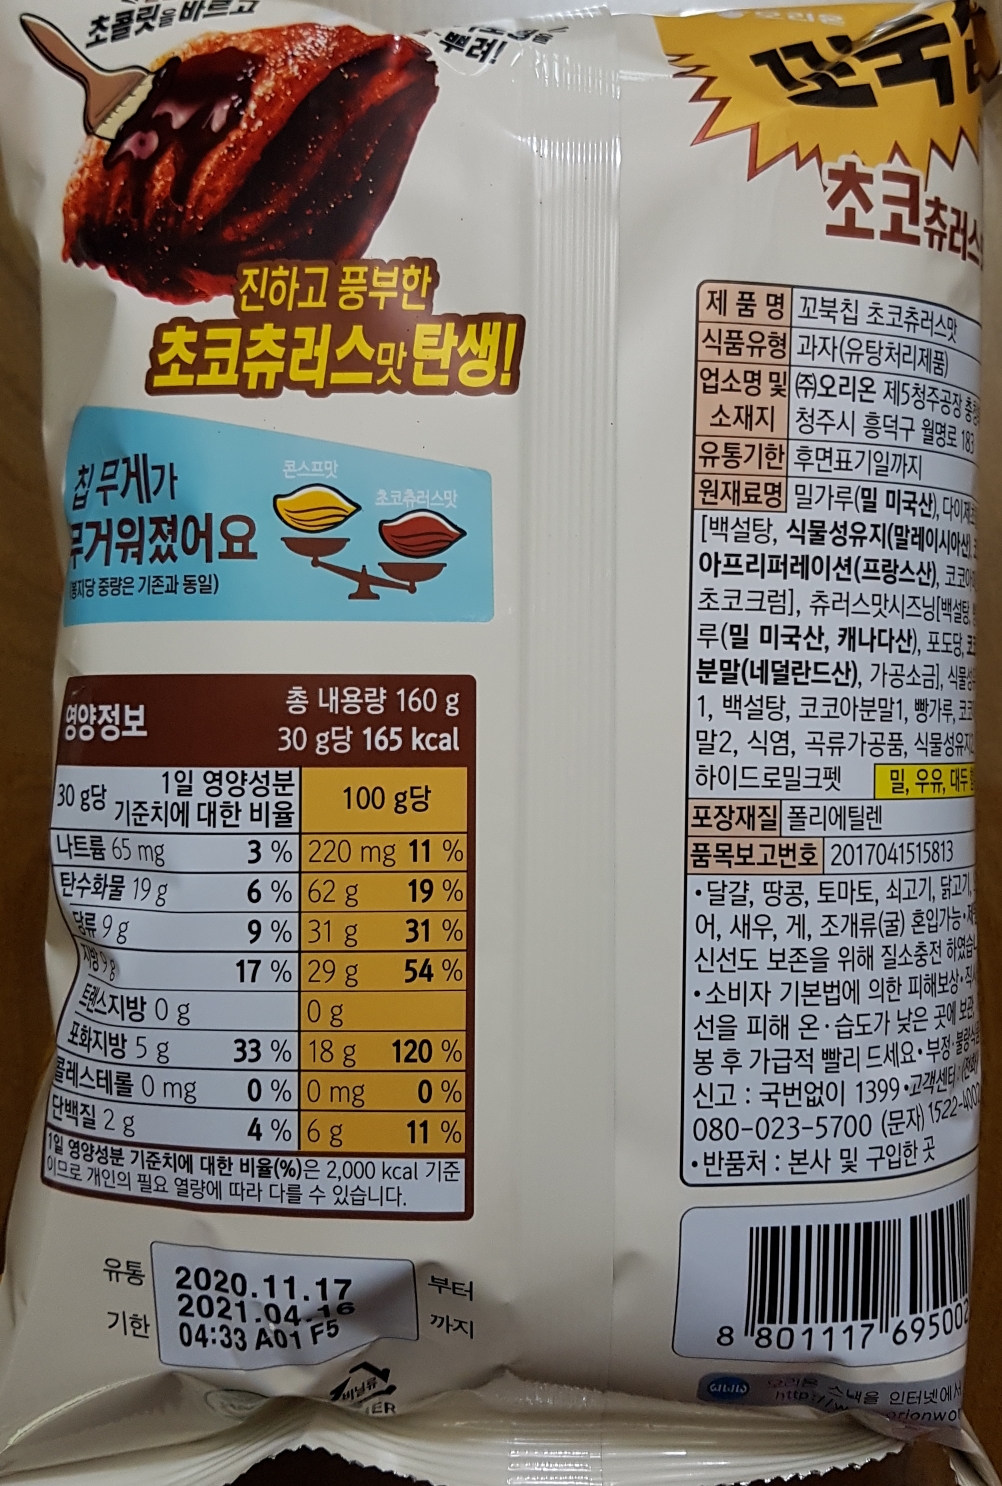 초콜릿을 바르고
뿌려!
진하고 풍부한
초코츄러스맛 탄생!
칩 무게가
무거워졌어요
(봉지당 중량은 기존과 동일)
콘스프맛
초코츄러스맛
영양정보
총 내용량 160 g
30 g당 165 kcal
30 g당 1일 영양성분 기준치에 대한 비율 100 g당
나트륨 65 mg 3 % 220 mg 11 %
탄수화물 19 g 6 % 62 g 19 %
당류 9 g 9 % 31 g 31 %
지방 9 g 17 % 29 g 54 %
트랜스지방 0 g 0 g
포화지방 5 g 33 % 18 g 120 %
콜레스테롤 0 mg 0 % 0 mg 0 %
단백질 2 g 4 % 6 g 11 %
1일 영양성분 기준치에 대한 비율(%)은 2,000 kcal 기준
이므로 개인의 필요 열량에 따라 다를 수 있습니다.
유통
기한
2020.11.17
2021.04.16
04:33 A01 F5
부터
까지
비닐류
초코츄러스
제품명 꼬북칩 초코츄러스맛
식품유형 과자(유탕처리제품)
업소명 및 소재지 ㈜오리온 제5청주공장
청주시 흥덕구 월명로 183
유통기한 후면표기일까지
원재료명 밀가루(밀 미국산),
[백설탕, 식물성유지(말레이시아산),
아프리퍼레이션(프랑스산),
초코크럼], 츄러스맛시즈닝[백설탕,
루(밀 미국산, 캐나다산), 포도당,
분말(네덜란드산), 가공소금],
1, 백설탕, 코코아분말1, 빵가루,
말2, 식염, 곡류가공품, 식물성유지2,
하이드로밀크펫 밀, 우유, 대두
포장재질 폴리에틸렌
품목보고번호 2017041515813
•달걀, 땅콩, 토마토, 쇠고기, 닭고기,
어, 새우, 게, 조개류(굴) 혼입가능•
신선도 보존을 위해 질소충전 하였습
•소비자 기본법에 의한 피해보상•
선을 피해 온·습도가 낮은 곳에 보관,
봉 후 가급적 빨리 드세요•부정·불량식품
신고 : 국번없이 1399•고객센터:(전화)
080-023-5700 (문자) 1522-4002
•반품처 : 본사 및 구입한 곳
8 801117 695002
www
오리온 스낵을 인터넷에서